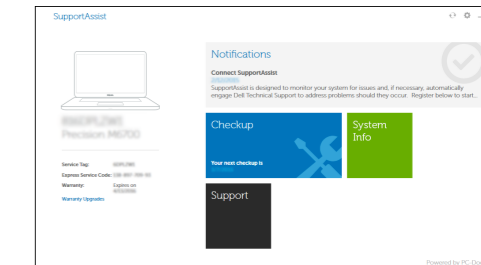 SupportAssist
Notifications
Connect SupportAssist
SupportAssist is designed to monitor your system for issues and, if necessary, automatically
engage Dell Technical Support to address problems should they occur. Register below to start...
Precision M6700
Checkup
Your next checkup is
System
Info
Service Tag:
Express Service Code:
Warranty: Expires on
Warranty Upgrades
Support
Powered by PC-Do